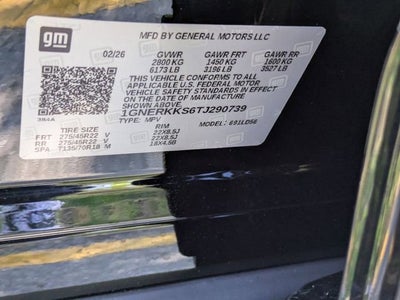 gm
MFD BY GENERAL MOTORS LLC
02/26 GVWR GAWR FRT GAWR RR
2800 KG 1450 KG 1600 KG
6173 LB 3196 LB 3527 LB
THIS VEHICLE CONFORMS TO ALL
APPLICABLE U.S. FEDERAL MOTOR
VEHICLE SAFETY STANDARDS IN EFFECT
ON THE DATE OF MANUFACTURE
SHOWN ABOVE.
1GNERKKS6TJ290739
TYPE: MPV MODEL: 691LD56
TIRE SIZE RIM
FRT 275/45R22 V 22X8.5J
RR 275/45R22 V 22X8.5J
SPA T135/70R18 M 18X4.5B